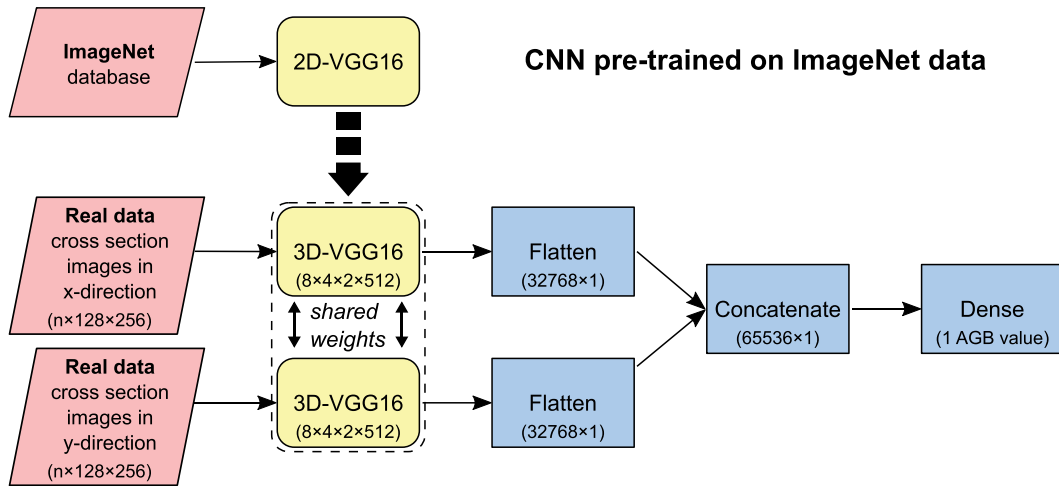 ImageNet
database
2D-VGG16
CNN pre-trained on ImageNet data
Real data
cross section
images in
x-direction
(n×128×256)
3D-VGG16
(8×4×2×512)
Flatten
(32768×1)
shared
weights
Concatenate
(65536×1)
Dense
(1 AGB value)
Real data
cross section
images in
y-direction
(n×128×256)
3D-VGG16
(8×4×2×512)
Flatten
(32768×1)